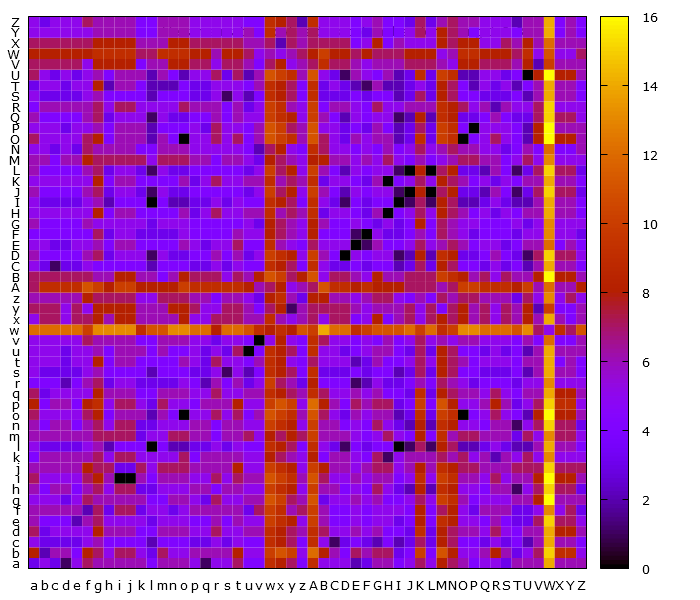 Z
Y
X
W
V
U
T
S
R
Q
P
O
N
M
L
K
J
I
H
G
F
E
D
C
B
A
z
y
x
w
v
u
t
s
r
q
p
o
n
m
l
k
j
i
h
g
f
e
d
c
b
a
a b c d e f g h i j k l m n o p q r s t u v w x y z A B C D E F G H I J K L M N O P Q R S T U V W X Y Z
16
14
12
10
8
6
4
2
0